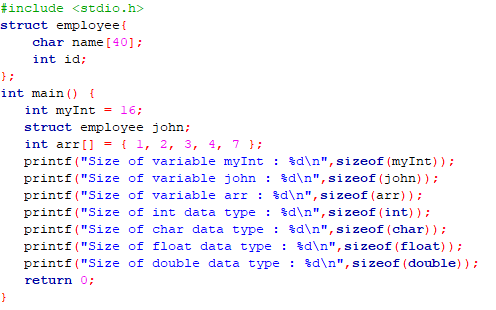 #include <stdio.h>
struct employee{
    char name[40];
    int id;
};
int main() {
   int myInt = 16;
   struct employee john;
   int arr[] = { 1, 2, 3, 4, 7 };
   printf("Size of variable myInt : %d\n",sizeof(myInt));
   printf("Size of variable john : %d\n",sizeof(john));
   printf("Size of variable arr : %d\n",sizeof(arr));
   printf("Size of int data type : %d\n",sizeof(int));
   printf("Size of char data type : %d\n",sizeof(char));
   printf("Size of float data type : %d\n",sizeof(float));
   printf("Size of double data type : %d\n",sizeof(double));
   return 0;
}